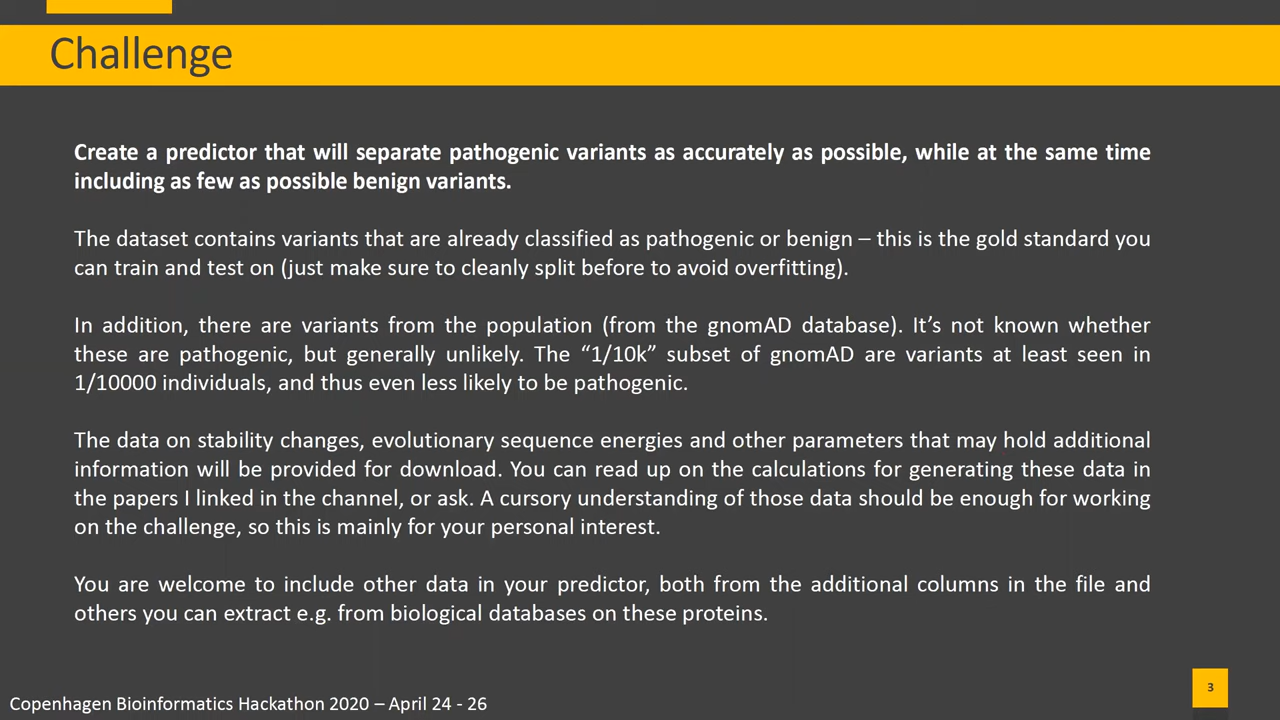 Challenge
Create a predictor that will separate pathogenic variants as accurately as possible, while at the same time
including as few as possible benign variants.
The dataset contains variants that are already classified as pathogenic or benign – this is the gold standard you
can train and test on (just make sure to cleanly split before to avoid overfitting).
In addition, there are variants from the population (from the gnomAD database). It’s not known whether
these are pathogenic, but generally unlikely. The “1/10k” subset of gnomAD are variants at least seen in
1/10000 individuals, and thus even less likely to be pathogenic.
The data on stability changes, evolutionary sequence energies and other parameters that may hold additional
information will be provided for download. You can read up on the calculations for generating these data in
the papers I linked in the channel, or ask. A cursory understanding of those data should be enough for working
on the challenge, so this is mainly for your personal interest.
You are welcome to include other data in your predictor, both from the additional columns in the file and
others you can extract e.g. from biological databases on these proteins.
3
Copenhagen Bioinformatics Hackathon 2020 – April 24 - 26